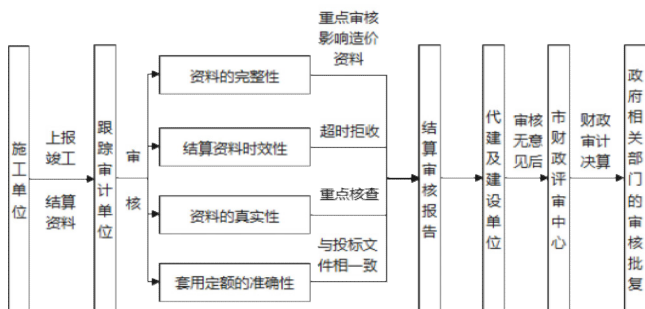 施工单位
上报
竣工
结算
资料
跟踪审计单位
审
核
资料的完整性
结算资料时效性
资料的真实性
套用定额的准确性
重点审核
影响造价
资料
超时拒收
重点核查
与投标文
件相一致
结算审核报告
代建及建设单位
审核
无意
见后
市财政评审中心
财政
审计
决算
政府相关部门的审核批复